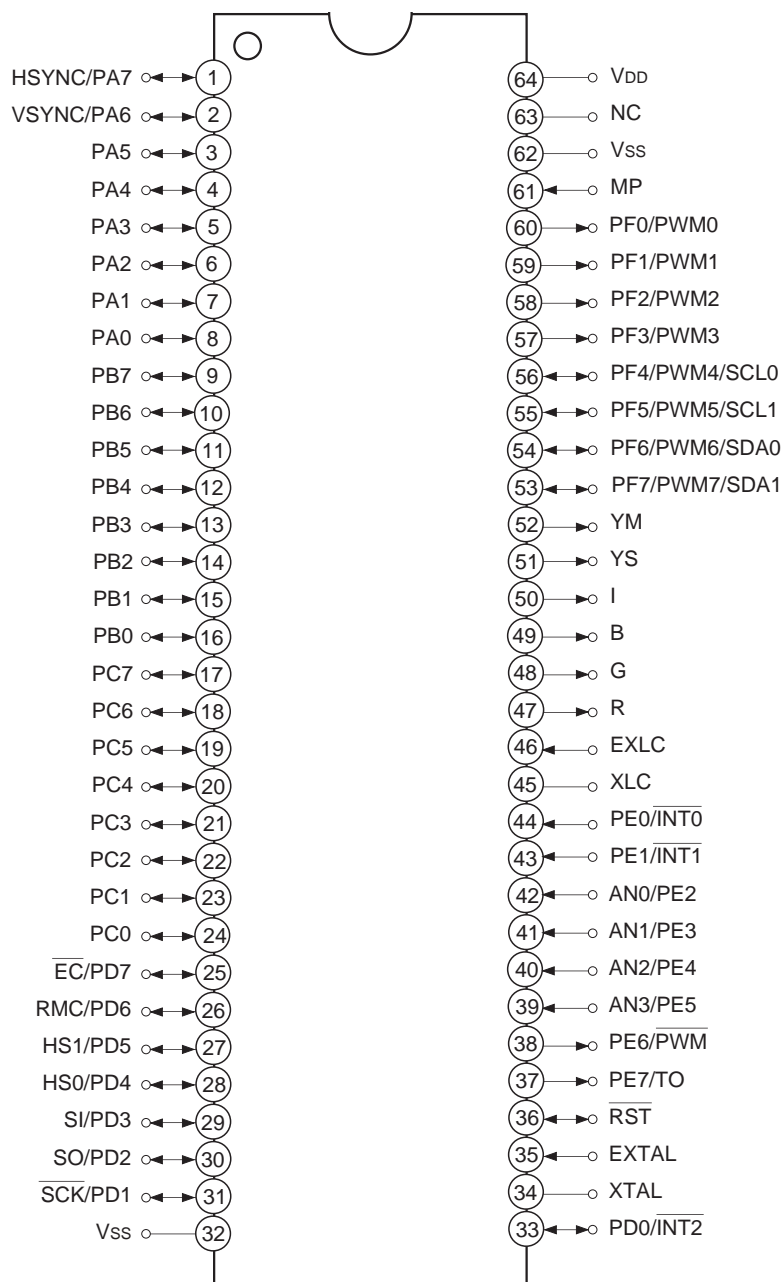 HSYNC/PA7 1 64 VDD
VSYNC/PA6 2 63 NC
PA5 3 62 VSS
PA4 4 61 MP
PA3 5 60 PF0/PWM0
PA2 6 59 PF1/PWM1
PA1 7 58 PF2/PWM2
PA0 8 57 PF3/PWM3
PB7 9 56 PF4/PWM4/SCL0
PB6 10 55 PF5/PWM5/SCL1
PB5 11 54 PF6/PWM6/SDA0
PB4 12 53 PF7/PWM7/SDA1
PB3 13 52 YM
PB2 14 51 YS
PB1 15 50 I
PB0 16 49 B
PC7 17 48 G
PC6 18 47 R
PC5 19 46 EXLC
PC4 20 45 XLC
PC3 21 44 PE0/INT0
PC2 22 43 PE1/INT1
PC1 23 42 AN0/PE2
PC0 24 41 AN1/PE3
EC/PD7 25 40 AN2/PE4
RMC/PD6 26 39 AN3/PE5
HS1/PD5 27 38 PE6/PWM
HS0/PD4 28 37 PE7/TO
SI/PD3 29 36 RST
SO/PD2 30 35 EXTAL
SCK/PD1 31 34 XTAL
Vss 32 33 PD0/INT2